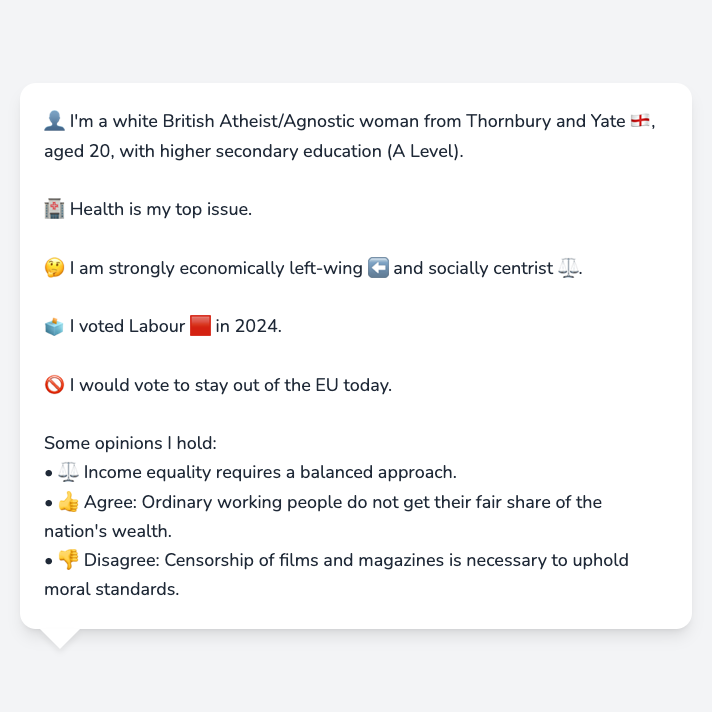 👤 I'm a white British Atheist/Agnostic woman from Thornbury and Yate 🏴󠁧󠁢󠁥󠁮󠁧󠁿,
aged 20, with higher secondary education (A Level).
🏥 Health is my top issue.
🤔 I am strongly economically left-wing ⬅️ and socially centrist ⚖️.
🗳️ I voted Labour 🟥 in 2024.
🚫 I would vote to stay out of the EU today.
Some opinions I hold:
• ⚖️ Income equality requires a balanced approach.
• 👍 Agree: Ordinary working people do not get their fair share of the
nation's wealth.
• 👎 Disagree: Censorship of films and magazines is necessary to uphold
moral standards.